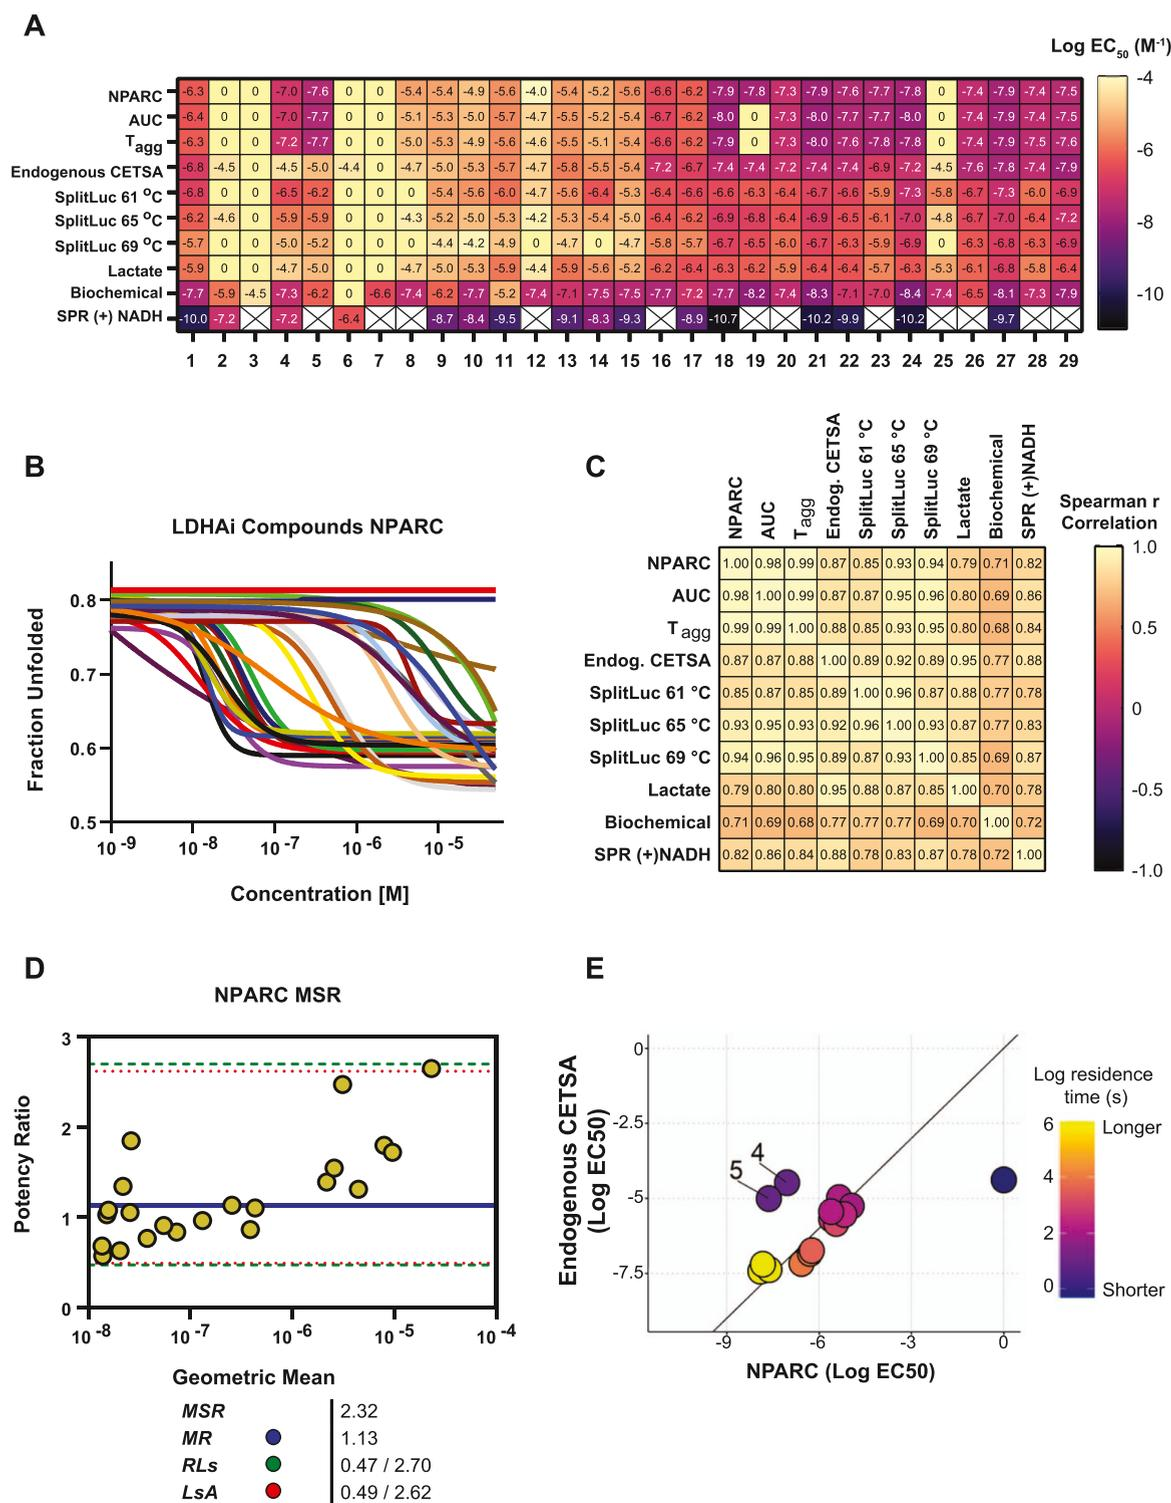 A
Log EC50 (M-1)
NPARC -6.3 0 0 -7.0 -7.6 0 0 -5.4 -5.4 -4.9 -5.6 -4.0 -5.4 -5.2 -5.6 -6.6 -6.2 -7.9 -7.8 -7.3 -7.9 -7.6 -7.7 -7.8 0 -7.4 -7.9 -7.4 -7.5
AUC -6.4 0 0 -7.0 -7.7 0 0 -5.1 -5.3 -5.0 -5.7 -4.7 -5.5 -5.2 -5.4 -6.7 -6.2 -8.0 0 -7.3 -8.0 -7.7 -7.7 -8.0 0 -7.4 -7.9 -7.4 -7.5
Tagg -6.3 0 0 -7.2 -7.7 0 0 -5.0 -5.3 -4.9 -5.6 -4.6 -5.5 -5.1 -5.4 -6.6 -6.2 -7.9 0 -7.3 -8.0 -7.6 -7.8 -7.8 0 -7.4 -7.9 -7.5 -7.6
Endogenous CETSA -6.8 -4.5 0 -4.5 -5.0 -4.4 0 -4.7 -5.0 -5.3 -5.7 -4.7 -5.8 -5.5 -5.4 -7.2 -6.7 -7.4 -7.4 -7.2 -7.4 -7.2 -6.9 -7.3 -4.5 -7.6 -7.8 -7.4 -7.9
SplitLuc 61 °C -6.8 0 0 -6.5 -6.2 0 0 0 -5.4 -5.6 -6.0 -4.7 -5.6 -6.4 -5.3 -6.4 -6.6 -6.6 -6.3 -6.4 -6.7 -6.6 -5.9 -7.3 -5.8 -6.7 -7.3 -6.0 -6.9
SplitLuc 65 °C -6.2 -4.6 0 -5.9 -5.9 0 0 -4.3 -5.2 -5.0 -5.3 -4.2 -5.3 -5.4 -5.0 -6.4 -6.2 -6.9 -6.8 -6.4 -6.9 -6.5 -6.1 -7.0 -4.8 -6.7 -7.0 -6.4 -7.2
SplitLuc 69 °C -5.7 0 0 -5.0 -5.2 0 0 0 -4.4 -4.2 -4.9 0 -4.7 0 -4.7 -5.8 -5.7 -6.7 -6.5 -6.0 -6.7 -6.3 -5.9 -6.9 0 -6.3 -6.8 -6.3 -6.9
Lactate -5.9 0 0 -4.7 -5.0 0 0 -4.7 -5.0 -5.3 -5.9 -4.4 -5.9 -5.6 -5.2 -6.2 -6.4 -6.3 -6.2 -5.9 -6.4 -6.4 -5.7 -6.3 -5.3 -6.1 -6.8 -5.8 -6.4
Biochemical -7.7 -5.9 -4.5 -7.3 -6.2 0 -6.6 -7.4 -6.2 -7.7 -5.2 -7.4 -7.1 -7.5 -7.5 -7.7 -7.2 -7.7 -8.2 -7.4 -8.3 -7.1 -7.0 -8.4 -7.4 -6.5 -8.1 -7.3 -7.9
SPR (+) NADH -10.0 -7.2 -7.2 -6.4 -8.7 -8.4 -9.5 -9.1 -8.3 -9.3 -8.9 -10.7 -10.2 -9.9 -10.2 -9.7
1 2 3 4 5 6 7 8 9 10 11 12 13 14 15 16 17 18 19 20 21 22 23 24 25 26 27 28 29
-4
-6
-8
-10
B
LDHAi Compounds NPARC
Fraction Unfolded
0.8
0.7
0.6
0.5
10-9 10-8 10-7 10-6 10-5
Concentration [M]
C
NPARC AUC Tagg Endog. CETSA SplitLuc 61 °C SplitLuc 65 °C SplitLuc 69 °C Lactate Biochemical SPR (+)NADH
Spearman r
Correlation
NPARC 1.00 0.98 0.99 0.87 0.85 0.93 0.94 0.79 0.71 0.82
AUC 0.98 1.00 0.99 0.87 0.87 0.95 0.96 0.80 0.69 0.86
Tagg 0.99 0.99 1.00 0.88 0.85 0.93 0.95 0.80 0.68 0.84
Endog. CETSA 0.87 0.87 0.88 1.00 0.89 0.92 0.89 0.95 0.77 0.88
SplitLuc 61 °C 0.85 0.87 0.85 0.89 1.00 0.96 0.87 0.88 0.77 0.78
SplitLuc 65 °C 0.93 0.95 0.93 0.92 0.96 1.00 0.93 0.87 0.77 0.83
SplitLuc 69 °C 0.94 0.96 0.95 0.89 0.87 0.93 1.00 0.85 0.69 0.87
Lactate 0.79 0.80 0.80 0.95 0.88 0.87 0.85 1.00 0.70 0.78
Biochemical 0.71 0.69 0.68 0.77 0.77 0.77 0.69 0.70 1.00 0.72
SPR (+)NADH 0.82 0.86 0.84 0.88 0.78 0.83 0.87 0.78 0.72 1.00
1.0
0.5
0
-0.5
-1.0
D
NPARC MSR
Potency Ratio
3
2
1
0
10-8 10-7 10-6 10-5 10-4
Geometric Mean
MSR 2.32
MR 1.13
RLs 0.47 / 2.70
LsA 0.49 / 2.62
E
Endogenous CETSA
(Log EC50)
0
-2.5
-5
-7.5
4
5
-9 -6 -3 0
NPARC (Log EC50)
Log residence
time (s)
6 Longer
4
2
0 Shorter